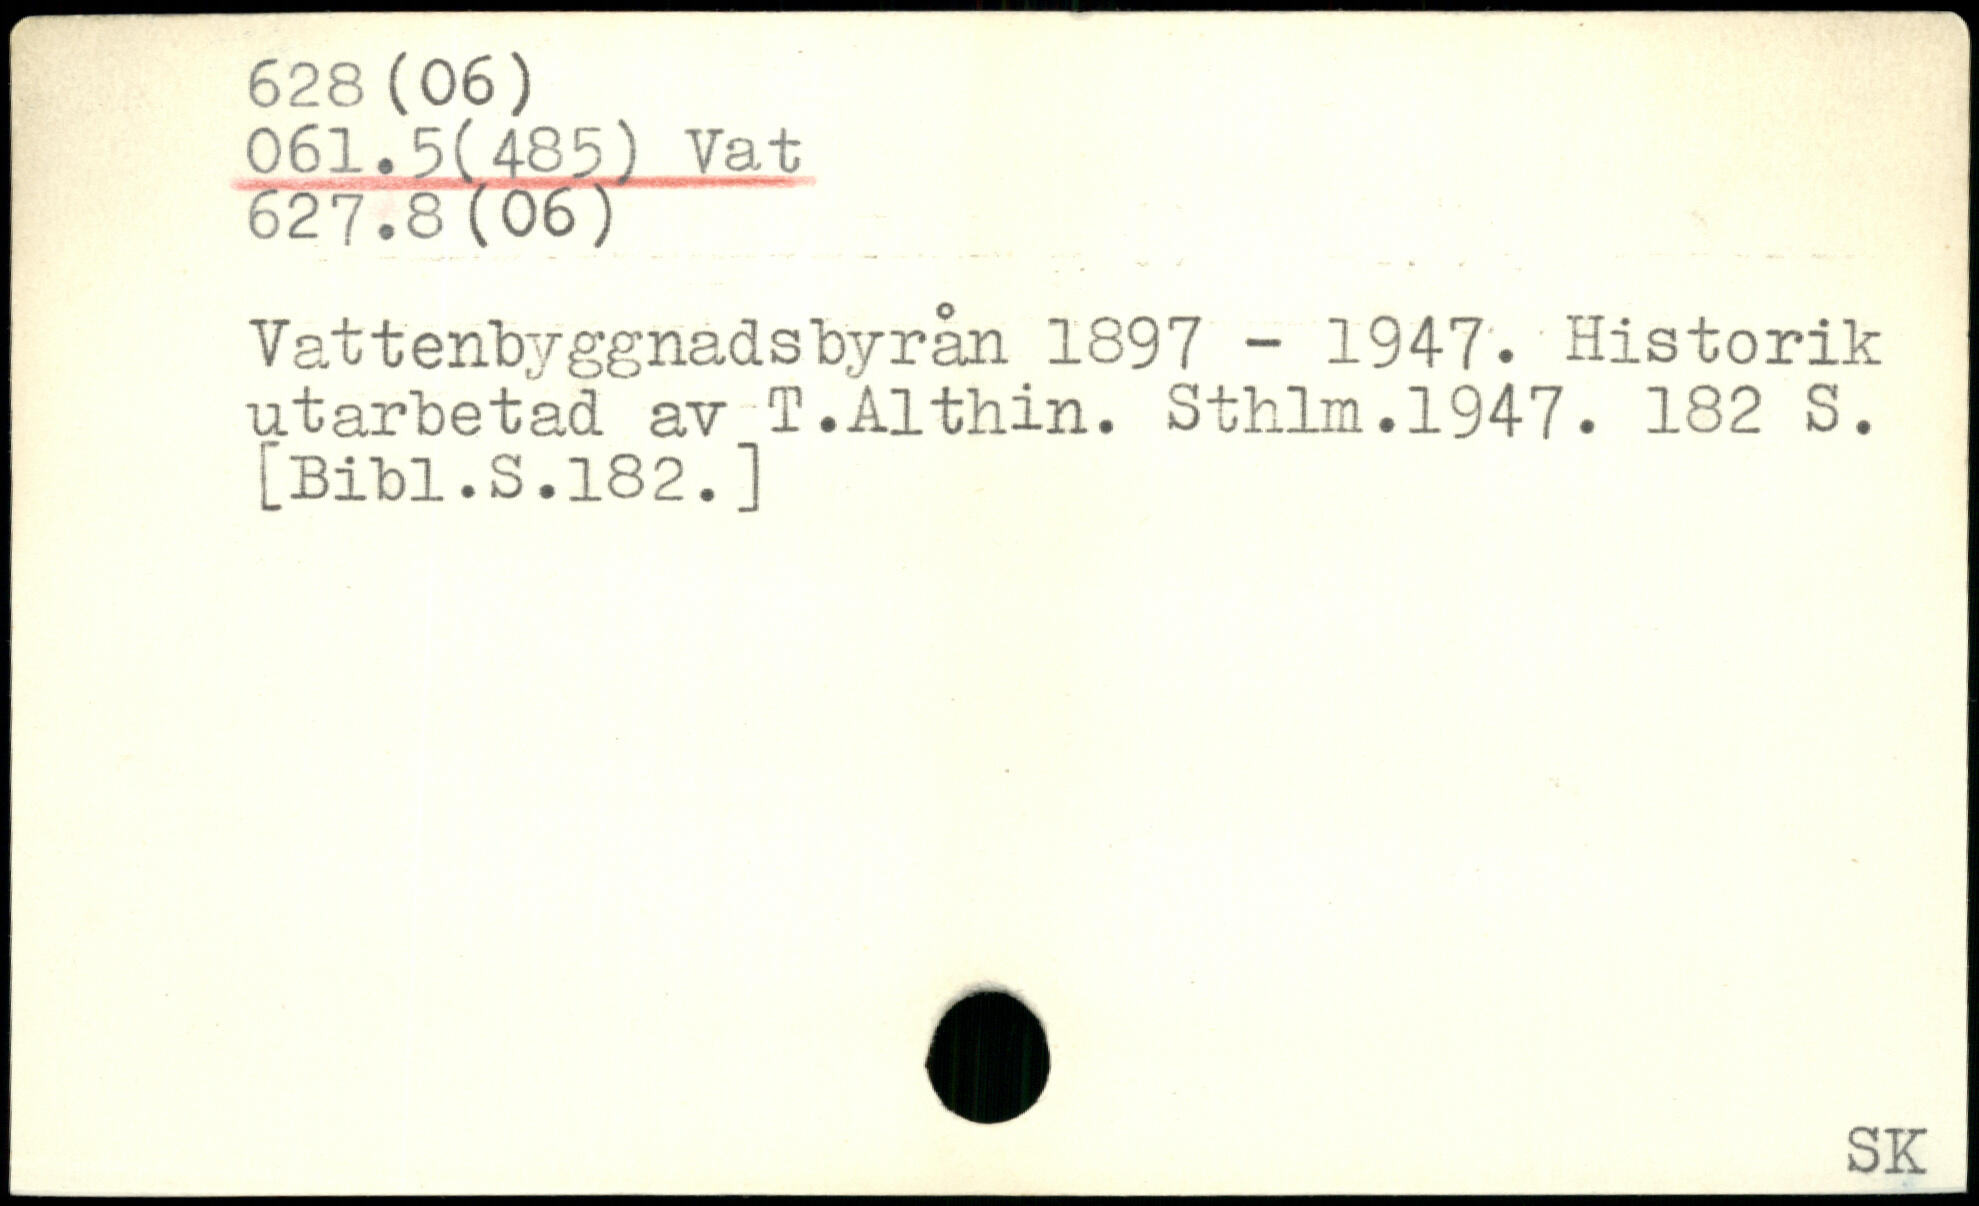 628(06)
061.5(485) Vat
627.8(06)
Vattenbyggnadsbyrån 1897 - 1947. Historik
utarbetad av T.Althin. Sthlm.1947. 182 S.
[Bibl.S.182.]
SK